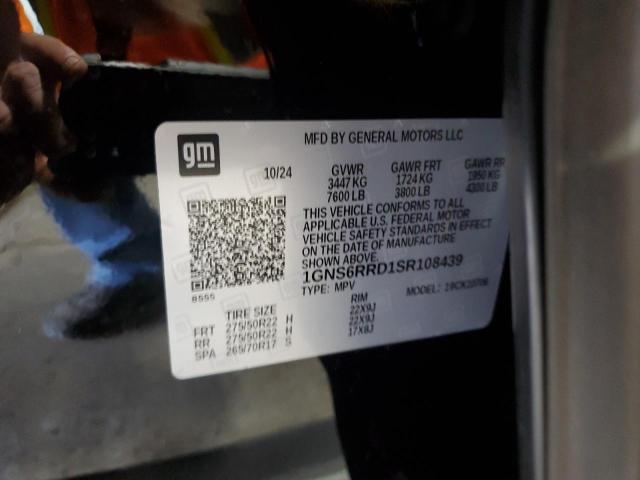 gm
MFD BY GENERAL MOTORS LLC
10/24 GVWR GAWR FRT GAWR RR
3447 KG 1724 KG 1950 KG
7600 LB 3800 LB 4300 LB
THIS VEHICLE CONFORMS TO ALL
APPLICABLE U.S. FEDERAL MOTOR
VEHICLE SAFETY STANDARDS IN EFFECT
ON THE DATE OF MANUFACTURE
SHOWN ABOVE.
1GNS6RRD1SR108439
8555 TYPE: MPV MODEL:
TIRE SIZE RIM
FRT 275/50R22 H 22X9J
RR 275/50R22 H 22X9J
SPA 265/70R17 S 17X8J